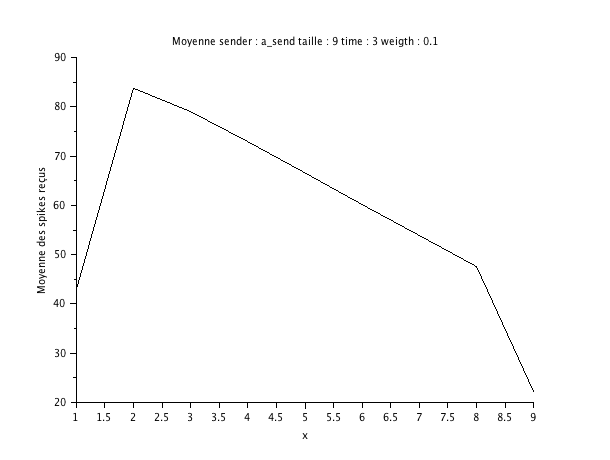 Moyenne sender : a_send taille : 9 time : 3 weigth : 0.1
90
80
70
60
50
40
30
20
Moyenne des spikes reçus
1 1.5 2 2.5 3 3.5 4 4.5 5 5.5 6 6.5 7 7.5 8 8.5 9
x